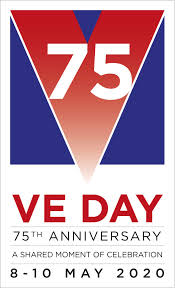 75
VE DAY
75TH ANNIVERSARY
A SHARED MOMENT OF CELEBRATION
8-10 MAY 2020